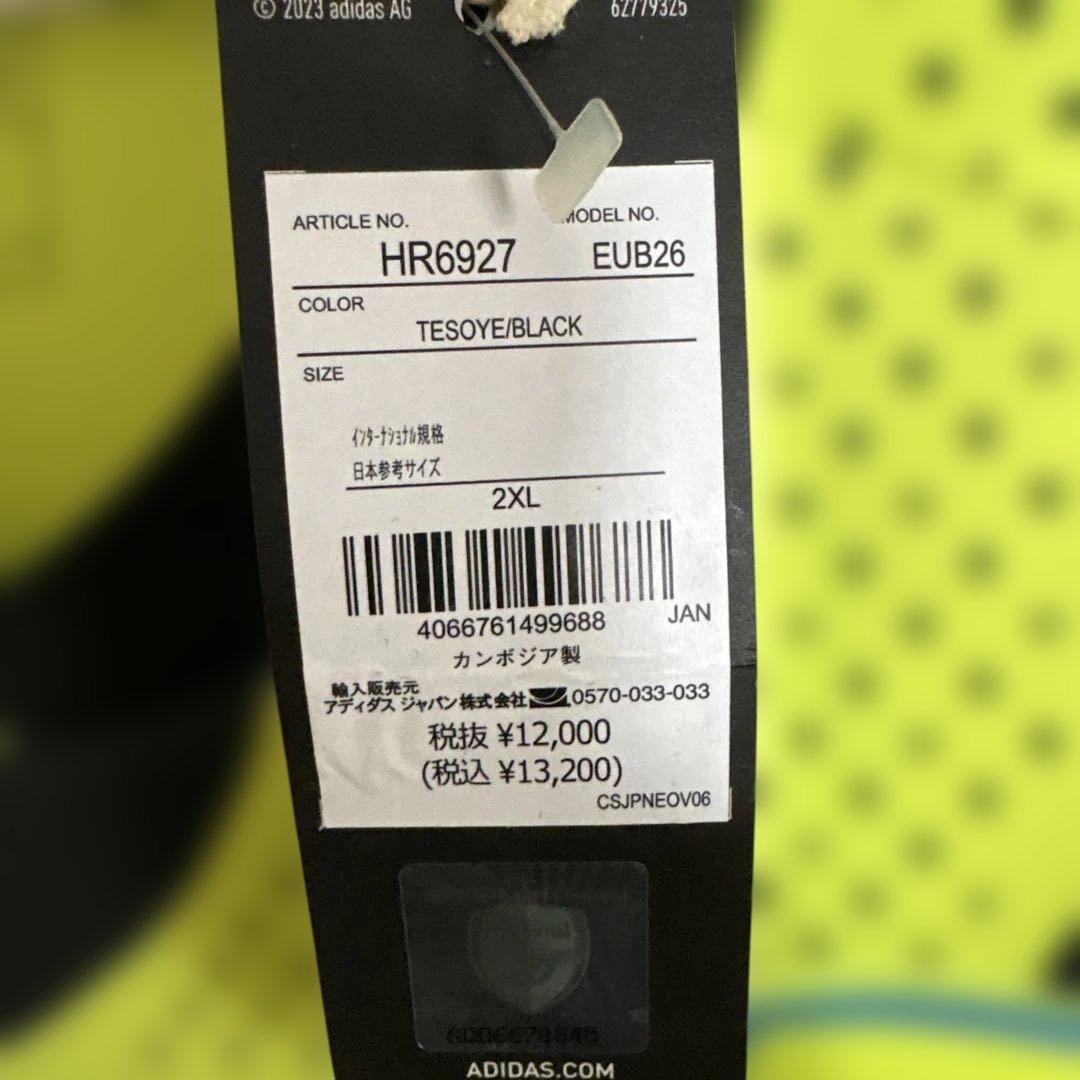 © 2023 adidas AG 62779325
ARTICLE NO. MODEL NO.
HR6927 EUB26
COLOR
TESOYE/BLACK
SIZE
インターナショナル規格
日本参考サイズ
2XL
4066761499688 JAN
カンボジア製
輸入販売元
アディダス ジャパン株式会社 0570-033-033
税抜 ¥12,000
(税込 ¥13,200)
CSJPNEOV06
Arsenal
ADIDAS.COM